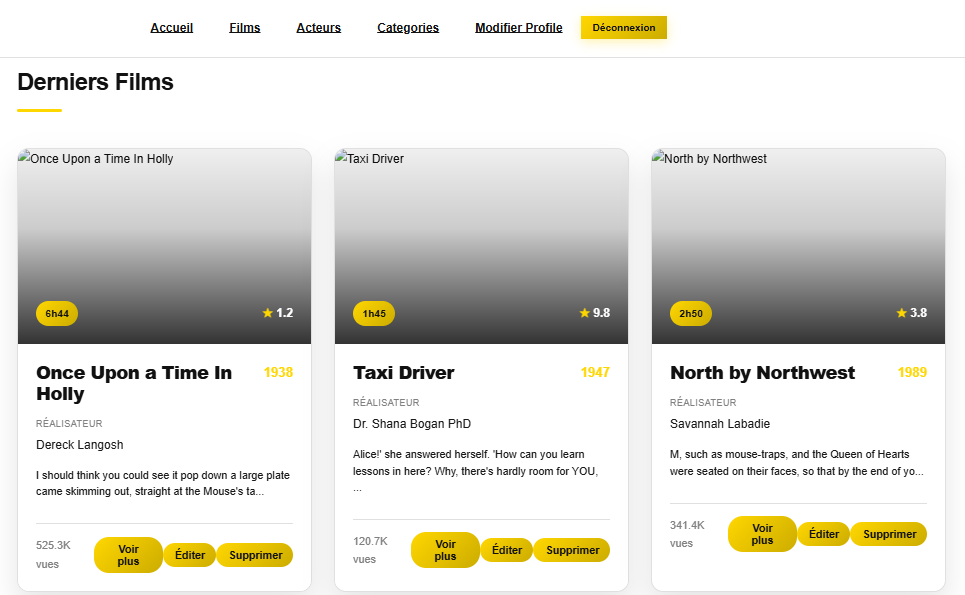 Accueil Films Acteurs Categories Modifier Profile Déconnexion
Derniers Films
Once Upon a Time In Holly
6h44 ★ 1.2
Once Upon a Time In 1938
Holly
RÉALISATEUR
Dereck Langosh
I should think you could see it pop down a large plate
came skimming out, straight at the Mouse's ta...
525.3K
vues
Voir
plus
Éditer
Supprimer
Taxi Driver
1h45 ★ 9.8
Taxi Driver 1947
RÉALISATEUR
Dr. Shana Bogan PhD
Alice!' she answered herself. 'How can you learn
lessons in here? Why, there's hardly room for YOU,
...
120.7K
vues
Voir
plus
Éditer
Supprimer
North by Northwest
2h50 ★ 3.8
North by Northwest 1989
RÉALISATEUR
Savannah Labadie
M, such as mouse-traps, and the Queen of Hearts
were seated on their faces, so that by the end of yo...
341.4K
vues
Voir
plus
Éditer
Supprimer